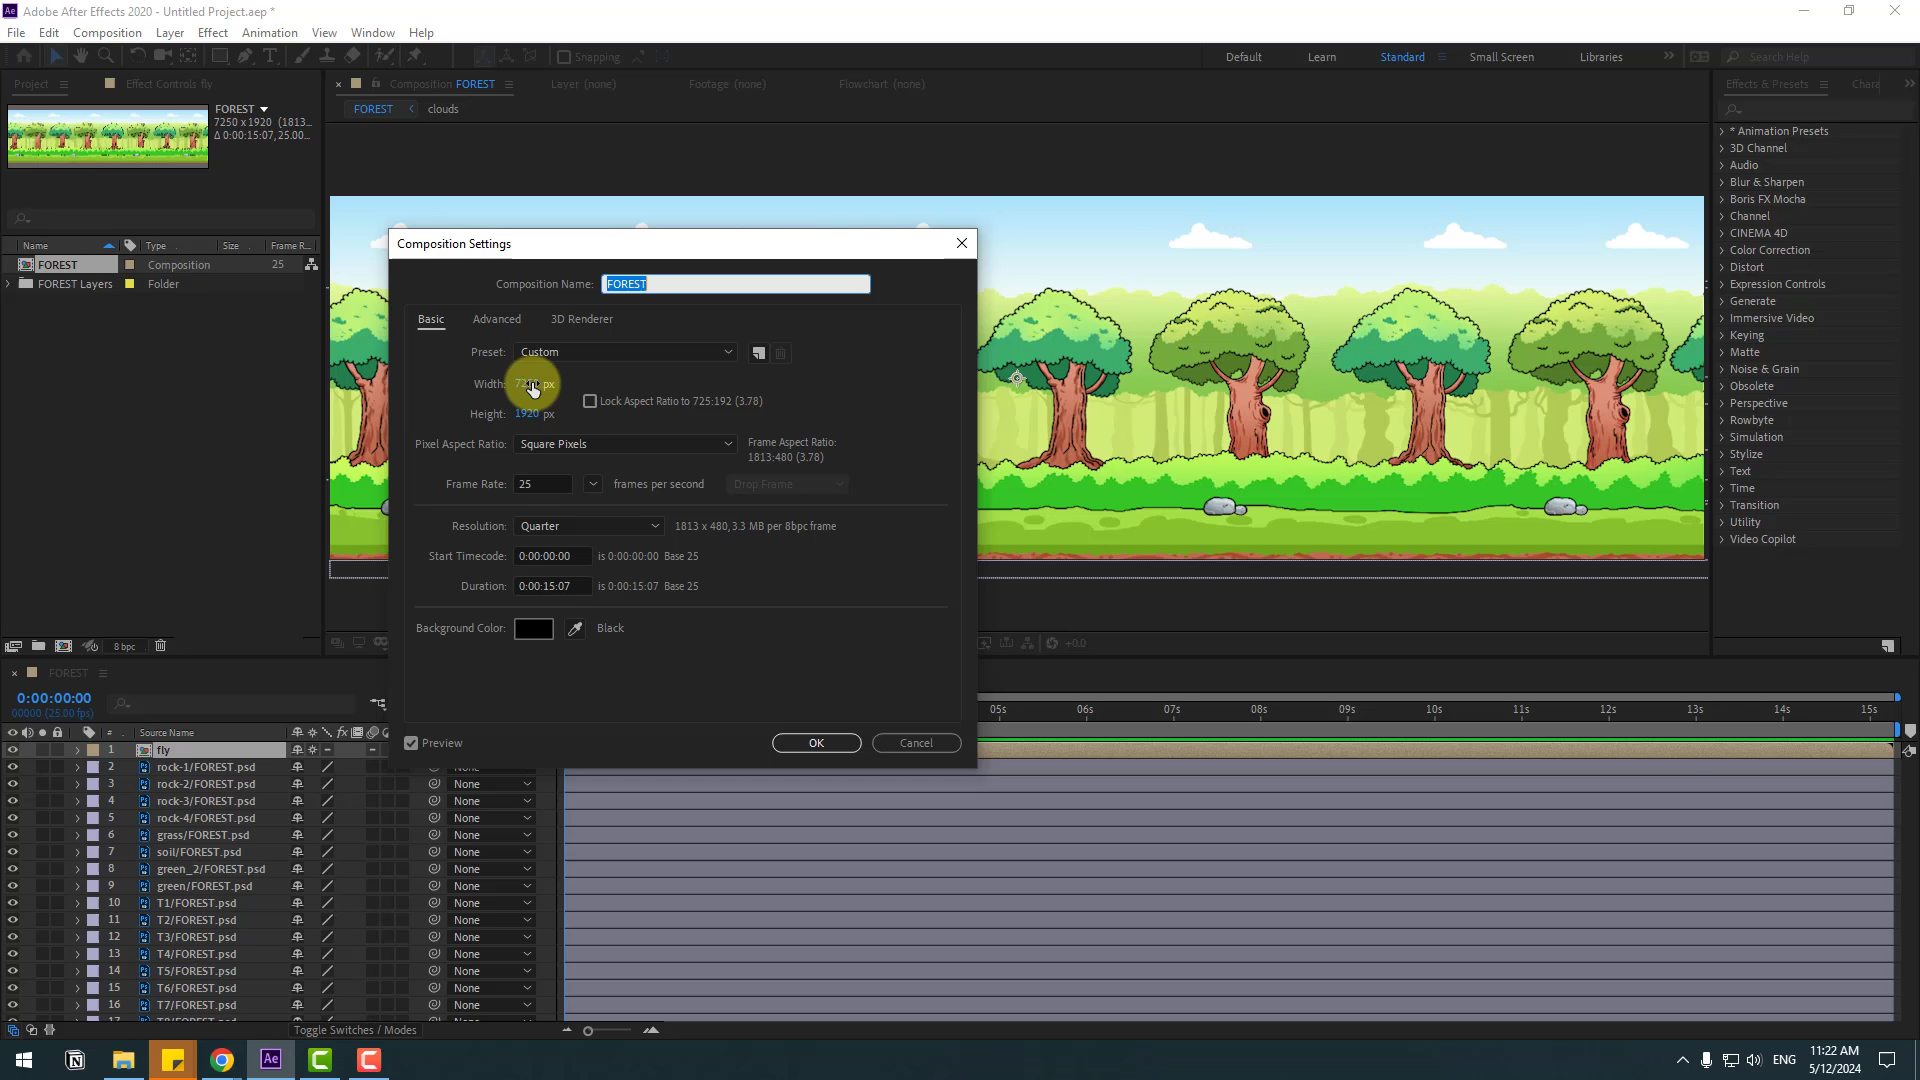 Adobe After Effects 2020 - Untitled Project.aep *
File Edit Composition Layer Effect Animation View Window Help
Snapping Default Learn Standard Small Screen Libraries Search Help
Project Effect Controls fly Composition FOREST Layer (none) Footage (none) Flowchart (none) Effects & Presets Chara
FOREST
7250 x 1920 (1813...
Δ 0:00:15:07, 25.00...
FOREST clouds
Name Type Size Frame R...
FOREST Composition 25
FOREST Layers Folder
8 bpc
+0.0
* Animation Presets
3D Channel
Audio
Blur & Sharpen
Boris FX Mocha
Channel
CINEMA 4D
Color Correction
Distort
Expression Controls
Generate
Immersive Video
Keying
Matte
Noise & Grain
Obsolete
Perspective
Rowbyte
Simulation
Stylize
Text
Time
Transition
Utility
Video Copilot
Composition Settings
Composition Name: FOREST
Basic Advanced 3D Renderer
Preset: Custom
Width: px
Lock Aspect Ratio to 725:192 (3.78)
Height: 1920 px
Pixel Aspect Ratio: Square Pixels
Frame Aspect Ratio:
1813:480 (3.78)
Frame Rate: 25 frames per second Drop Frame
Resolution: Quarter 1813 x 480, 3.3 MB per 8bpc frame
Start Timecode: 0:00:00:00 is 0:00:00:00 Base 25
Duration: 0:00:15:07 is 0:00:15:07 Base 25
Background Color: Black
Preview OK Cancel
FOREST
0:00:00:00
00000 (25.00 fps)
05s 06s 07s 08s 09s 10s 11s 12s 13s 14s 15s
# Source Name
1 fly
2 rock-1/FOREST.psd
3 rock-2/FOREST.psd None
4 rock-3/FOREST.psd None
5 rock-4/FOREST.psd None
6 grass/FOREST.psd None
7 soil/FOREST.psd None
8 green_2/FOREST.psd None
9 green/FOREST.psd None
10 T1/FOREST.psd None
11 T2/FOREST.psd None
12 T3/FOREST.psd None
13 T4/FOREST.psd None
14 T5/FOREST.psd None
15 T6/FOREST.psd None
16 T7/FOREST.psd None
Toggle Switches / Modes
ENG
11:22 AM
5/12/2024